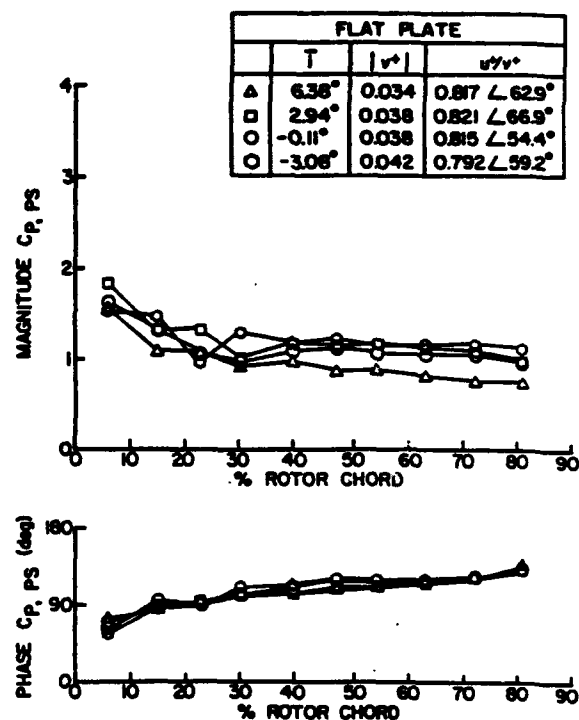 FLAT PLATE
Ī |v⁺| u⁺/v⁺
△ 6.38° 0.034 0.817 ∠62.9°
□ 2.94° 0.038 0.821 ∠66.9°
○ -0.11° 0.038 0.815 ∠54.4°
○ -3.06° 0.042 0.792 ∠59.2°
MAGNITUDE CP, PS
4
3
2
1
0
0 10 20 30 40 50 60 70 80 90
% ROTOR CHORD
PHASE CP, PS (deg)
180
90
0
0 10 20 30 40 50 60 70 80 90
% ROTOR CHORD